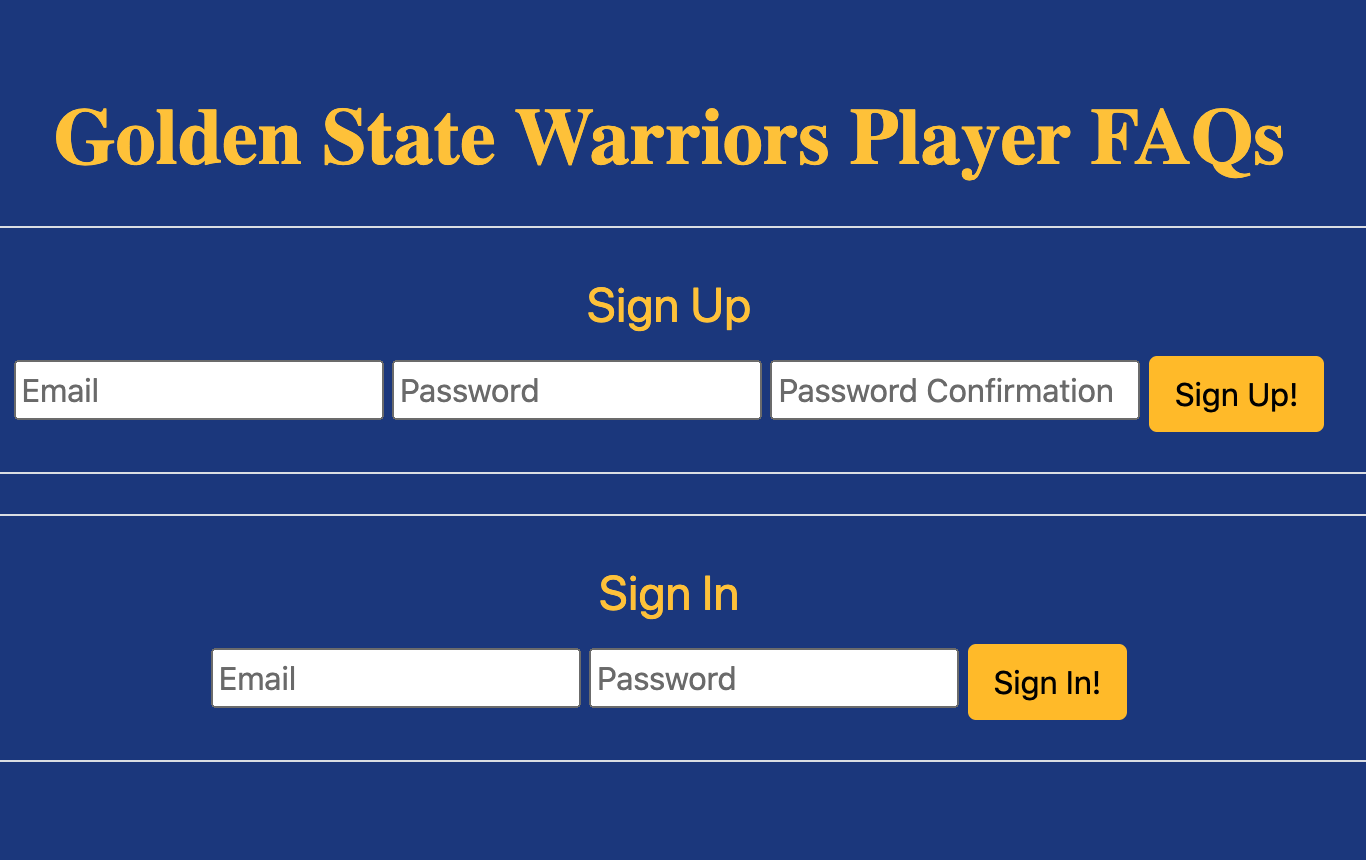 Golden State Warriors Player FAQs
Sign Up
Email Password Password Confirmation Sign Up!
Sign In
Email Password Sign In!